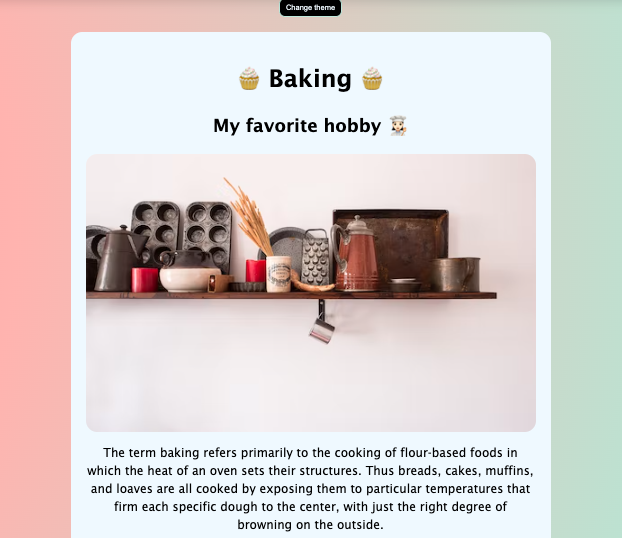 Change theme
🧁 Baking 🧁
My favorite hobby 👩🏻‍🍳
The term baking refers primarily to the cooking of flour-based foods in
which the heat of an oven sets their structures. Thus breads, cakes, muffins,
and loaves are all cooked by exposing them to particular temperatures that
firm each specific dough to the center, with just the right degree of
browning on the outside.